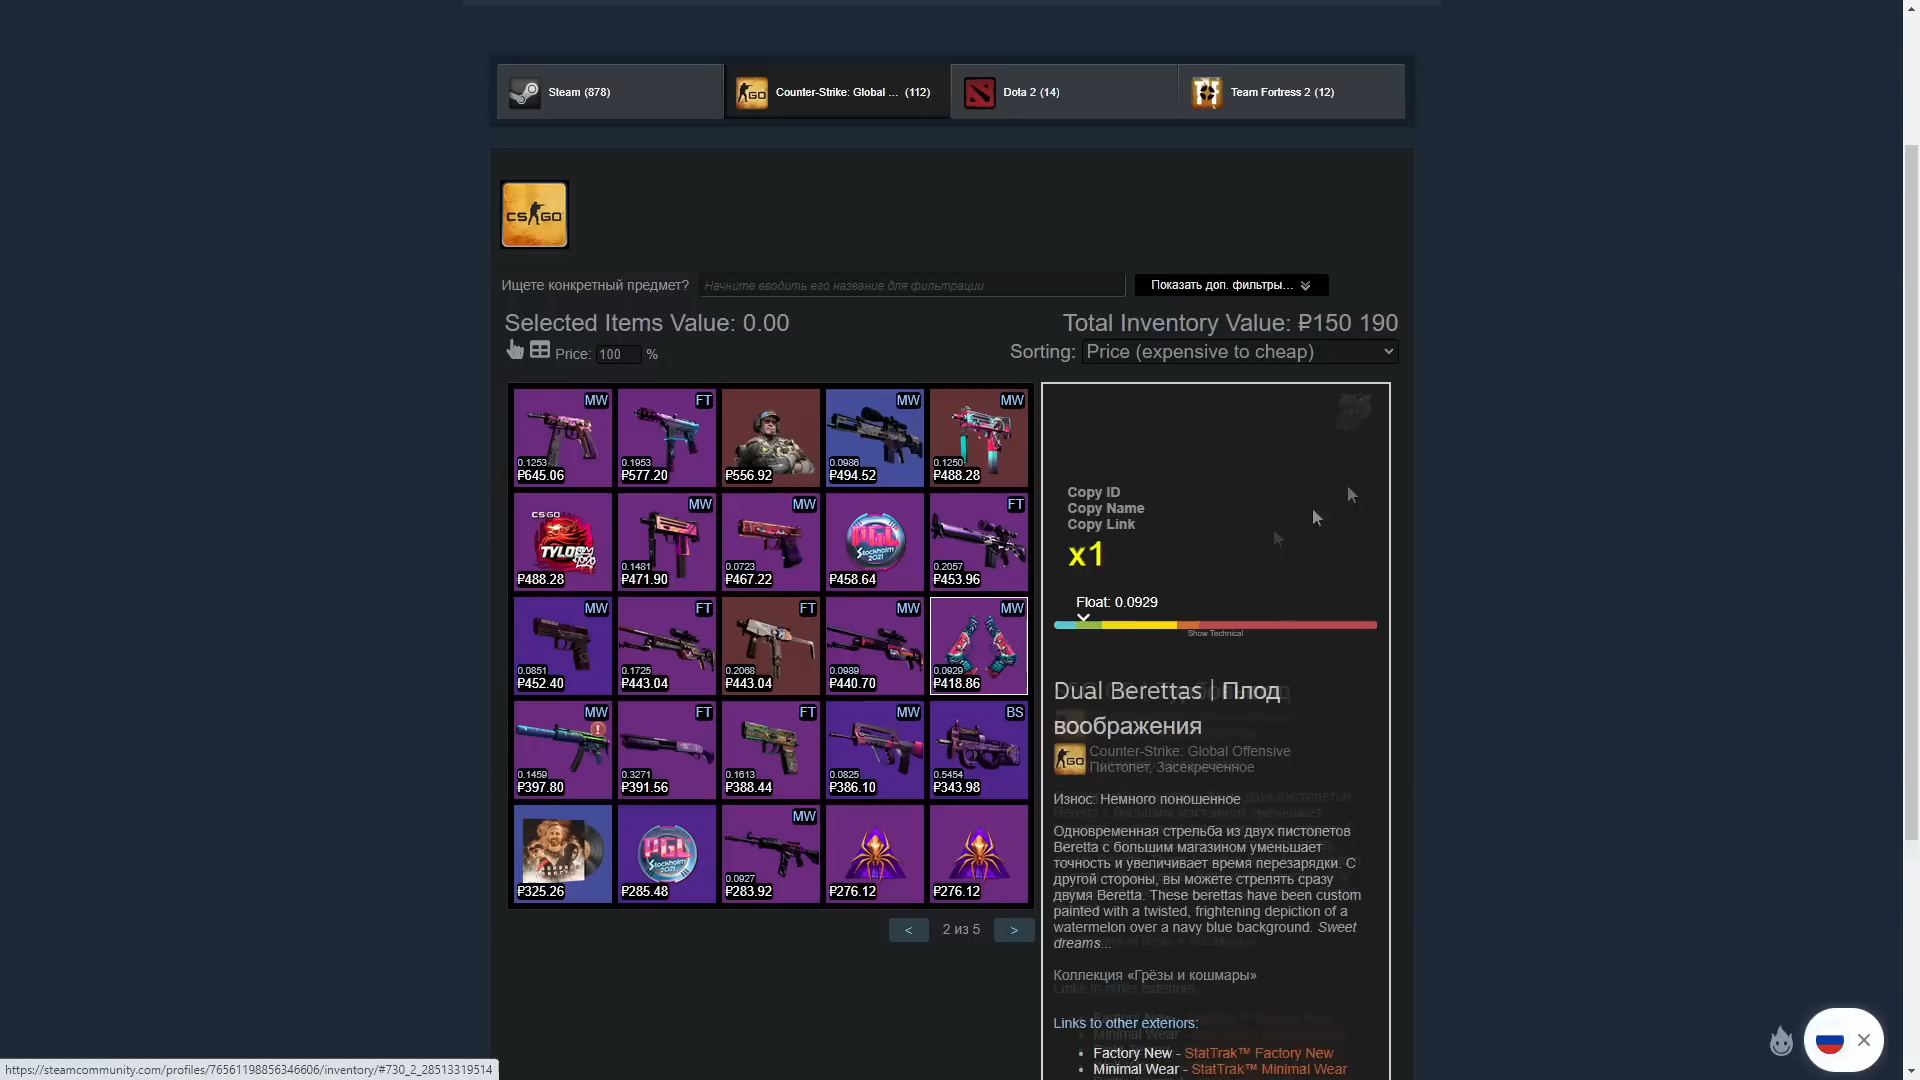 Steam (878)
Counter-Strike: Global ... (112)
Dota 2 (14)
Team Fortress 2 (12)
CS GO
Ищете конкретный предмет?
Начните вводить его название для фильтрации
Показать доп. фильтры...
Selected Items Value: 0.00
Total Inventory Value: ₽150 190
Price: 100 %
Sorting: Price (expensive to cheap)
MW
0.1253
₽645.06
FT
0.1953
₽577.20
₽556.92
MW
0.0986
₽494.52
MW
0.1250
₽488.28
CS:GO
TYLOO
₽488.28
MW
0.1481
₽471.90
MW
0.0723
₽467.22
PGL
Stockholm
2021
₽458.64
FT
0.2057
₽453.96
MW
0.0851
₽452.40
FT
0.1725
₽443.04
FT
0.2068
₽443.04
MW
0.0989
₽440.70
MW
0.0929
₽418.86
MW
0.1459
₽397.80
FT
0.3271
₽391.56
FT
0.1613
₽388.44
MW
0.0825
₽386.10
BS
0.5454
₽343.98
₽325.26
PGL
Stockholm
2021
₽285.48
MW
0.0927
₽283.92
₽276.12
₽276.12
< 2 из 5 >
Copy ID
Copy Name
Copy Link
x1
Float: 0.0929
Show Technical
Dual Berettas | Плод
воображения
GO
Counter-Strike: Global Offensive
Пистолет, Засекреченное
Износ: Немного поношенное
Одновременная стрельба из двух пистолетов
Beretta с большим магазином уменьшает
точность и увеличивает время перезарядки. С
другой стороны, вы можете стрелять сразу
двумя Beretta. These berettas have been custom
painted with a twisted, frightening depiction of a
watermelon over a navy blue background. Sweet
dreams...
Коллекция «Грёзы и кошмары»
Links to other exteriors:
• Factory New - StatTrak™ Factory New
• Minimal Wear - StatTrak™ Minimal Wear
https://steamcommunity.com/profiles/76561198856346606/inventory/#730_2_28513319514